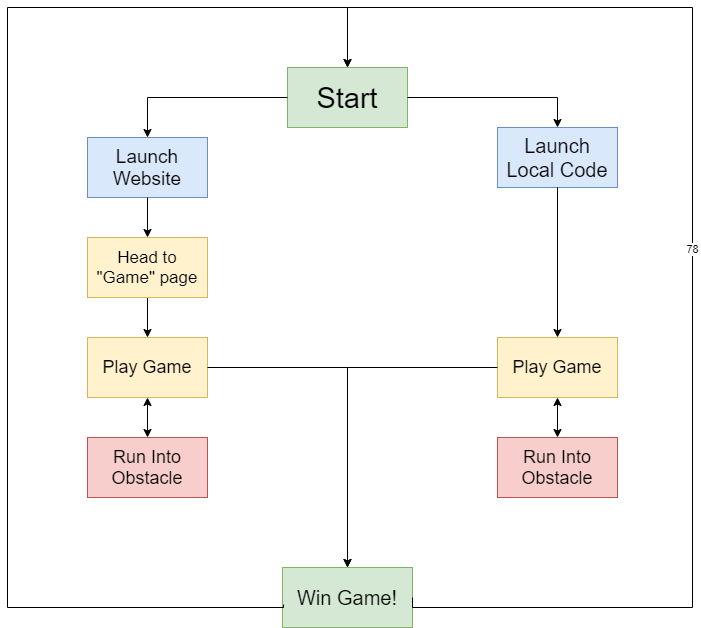 Start
Launch
Website
Launch
Local Code
Head to
"Game" page
78
Play Game
Play Game
Run Into
Obstacle
Run Into
Obstacle
Win Game!